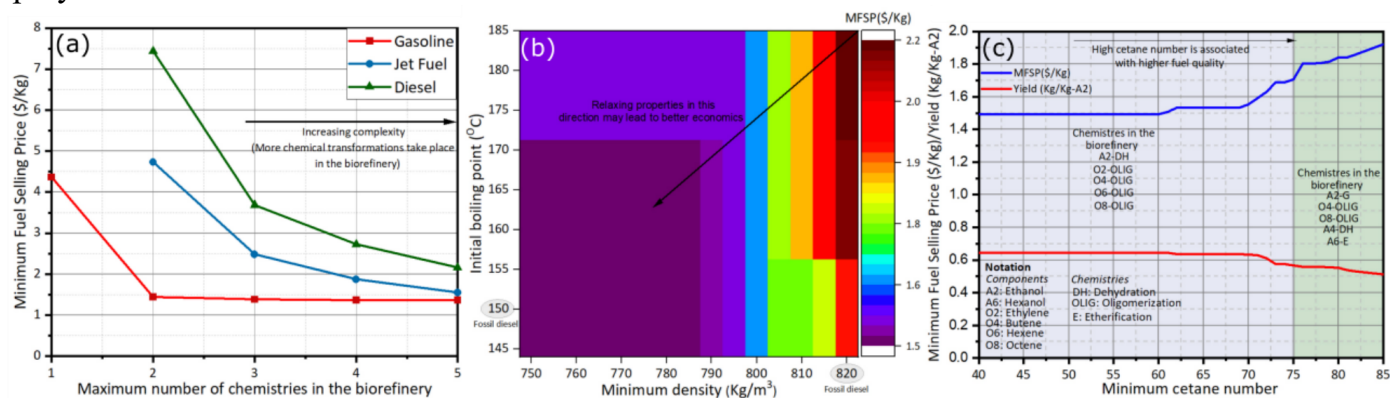 (a)
Gasoline
Jet Fuel
Diesel
Increasing complexity
(More chemical transformations take place
in the biorefinery)
Minimum Fuel Selling Price ($/Kg)
8
7
6
5
4
3
2
1
0
1
2
3
4
5
Maximum number of chemistries in the biorefinery
(b)
MFSP($/Kg)
Relaxing properties in this
direction may lead to better economics
Initial boiling point (°C)
185
180
175
170
165
160
155
150
Fossil diesel
145
750
760
770
780
790
800
810
820
Fossil diesel
Minimum density (Kg/m³)
2.2
2.0
1.9
1.8
1.6
1.5
(c)
High cetane number is associated
with higher fuel quality
MFSP($/Kg)
Yield (Kg/Kg-A2)
Chemistres in the
biorefinery
A2-DH
O2-OLIG
O4-OLIG
O6-OLIG
O8-OLIG
Chemistries in the
biorefinery
A2-G
O4-OLIG
O8-OLIG
A4-DH
A6-E
Notation
Components
A2: Ethanol
A6: Hexanol
O2: Ethylene
O4: Butene
O6: Hexene
O8: Octene
Chemistries
DH: Dehydration
OLIG: Oligomerization
E: Etherification
Minimum Fuel Selling Price ($/Kg)/Yield (Kg/Kg-A2)
2.0
1.8
1.6
1.4
1.2
1.0
0.8
0.6
0.4
0.2
0.0
40
45
50
55
60
65
70
75
80
85
Minimum cetane number